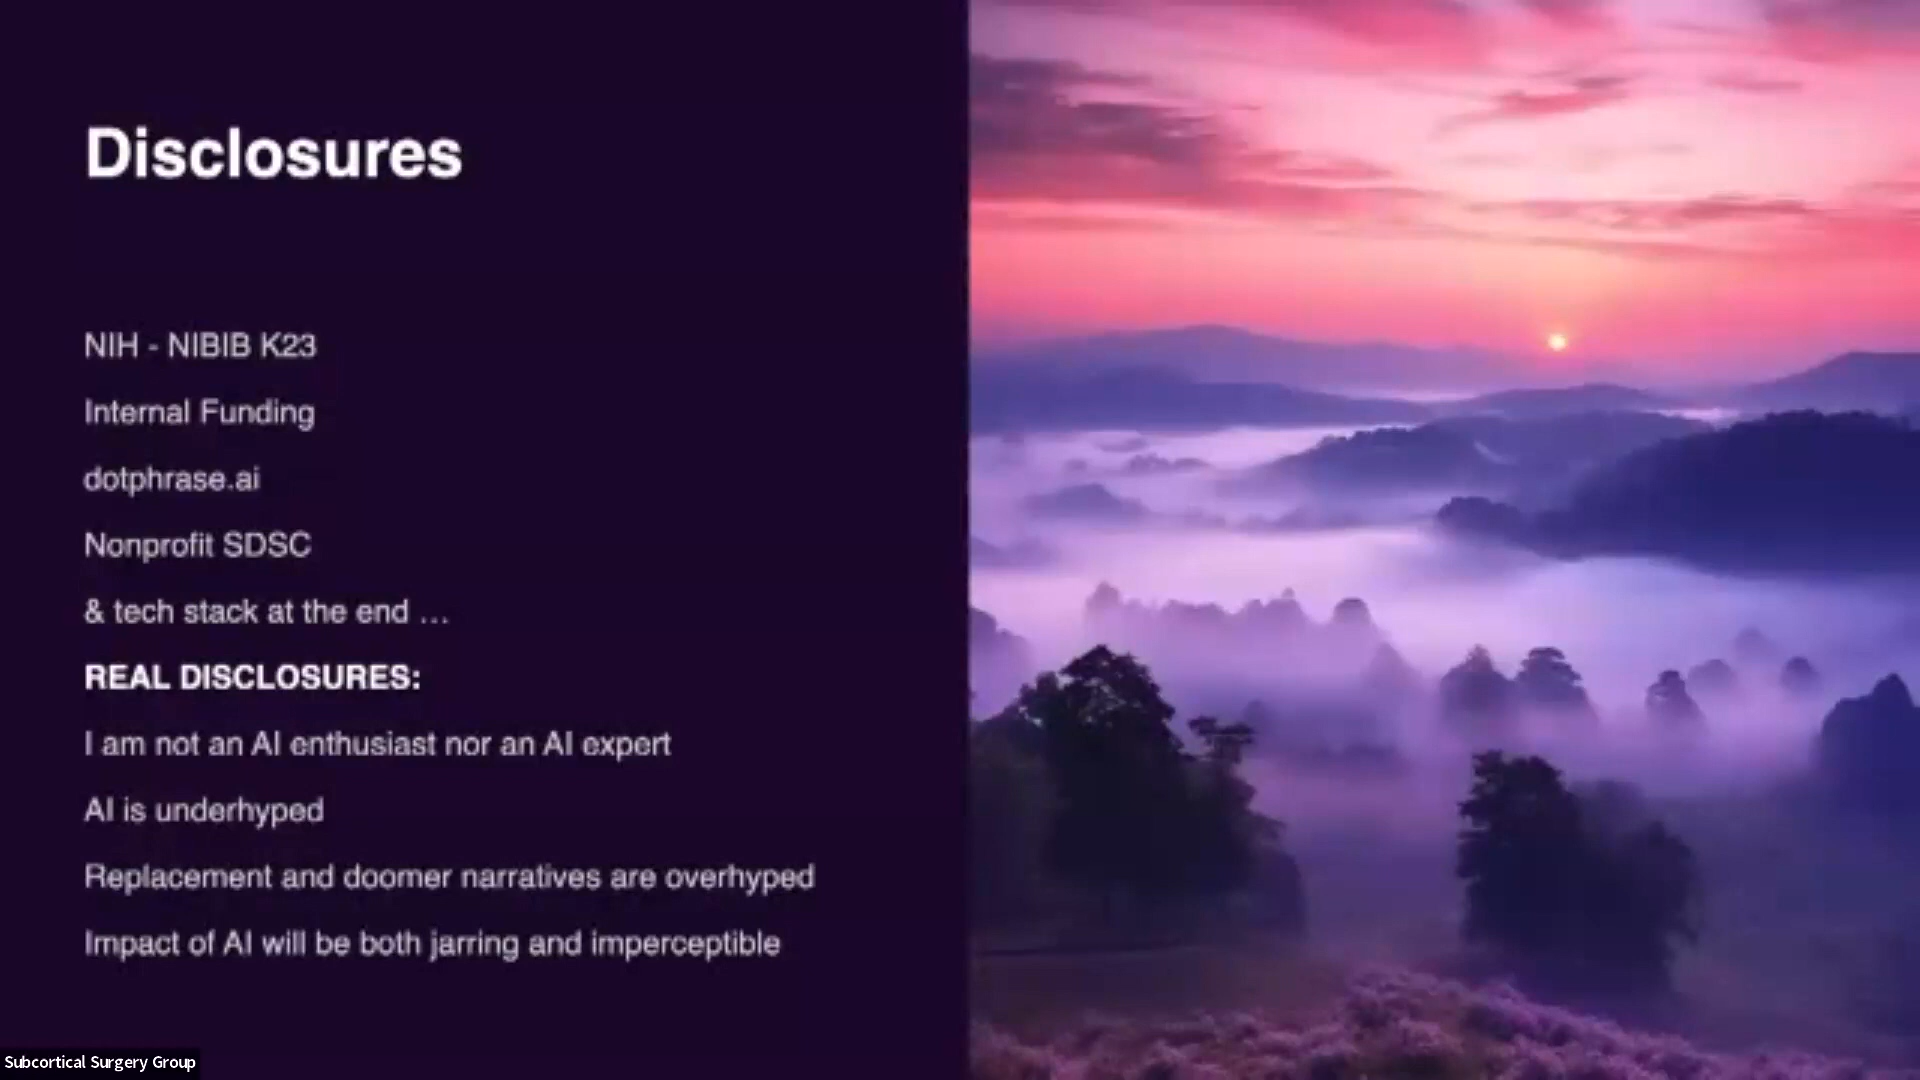 Disclosures
NIH - NIBIB K23
Internal Funding
dotphrase.ai
Nonprofit SDSC
& tech stack at the end ...
REAL DISCLOSURES:
I am not an AI enthusiast nor an AI expert
AI is underhyped
Replacement and doomer narratives are overhyped
Impact of AI will be both jarring and imperceptible
Subcortical Surgery Group